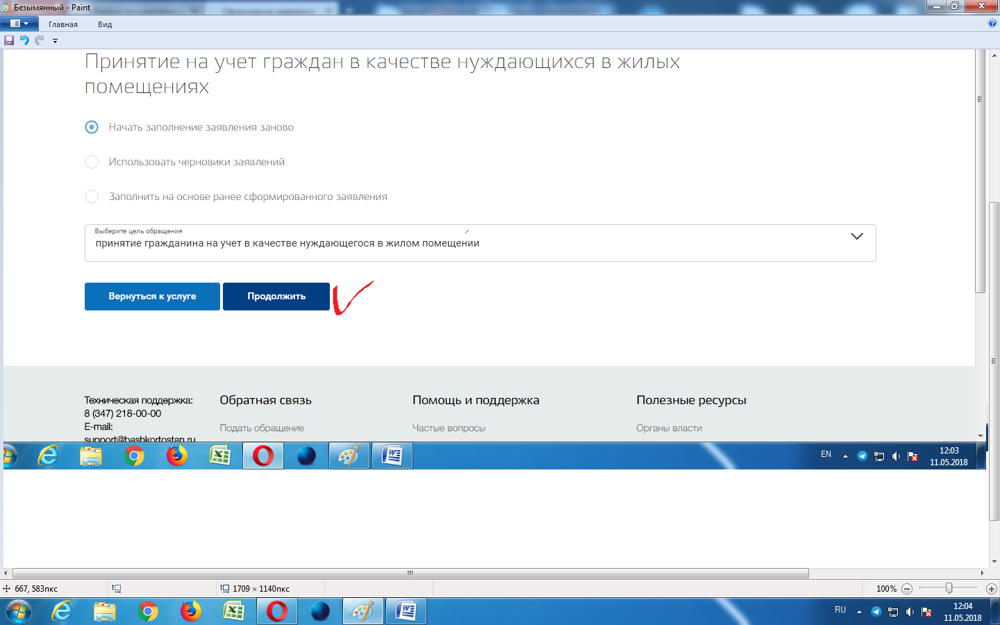 Безымянный - Paint
Главная
Вид
Принятие на учет граждан в качестве нуждающихся в жилых
помещениях
Начать заполнение заявления заново
Использовать черновики заявлений
Заполнить на основе ранее сформированного заявления
Выберите цель обращения
принятие гражданина на учет в качестве нуждающегося в жилом помещении
Вернуться к услуге
Продолжить
Техническая поддержка:
8 (347) 218-00-00
E-mail:
support@bashkortostan.ru
Обратная связь
Подать обращение
Помощь и поддержка
Частые вопросы
Полезные ресурсы
Органы власти
EN
12:03
11.05.2018
667, 583пкс
1709 × 1140пкс
100%
RU
12:04
11.05.2018